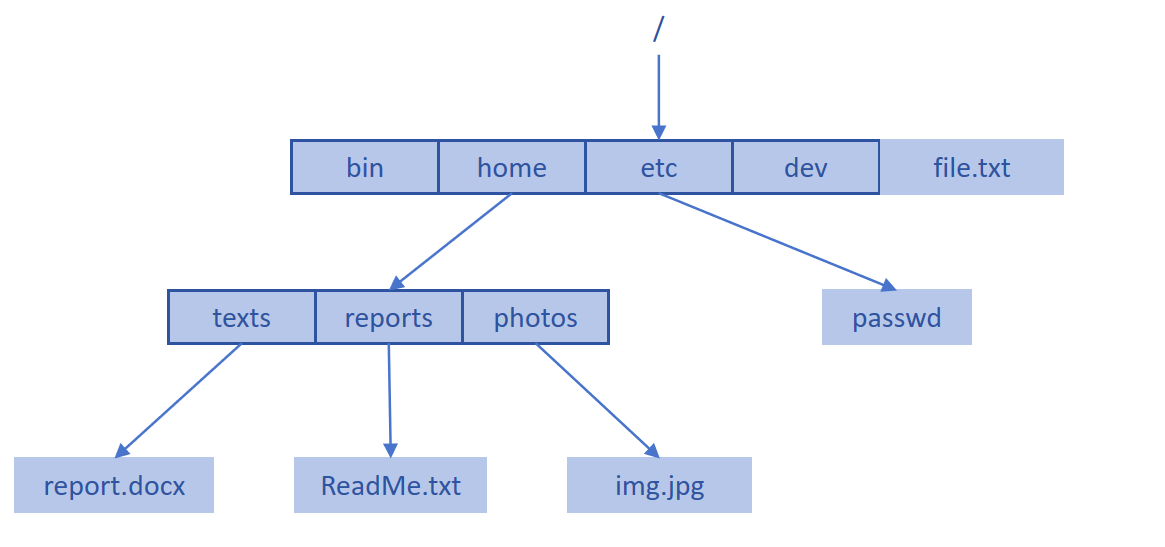 /
bin home etc dev file.txt
texts reports photos passwd
report.docx ReadMe.txt img.jpg